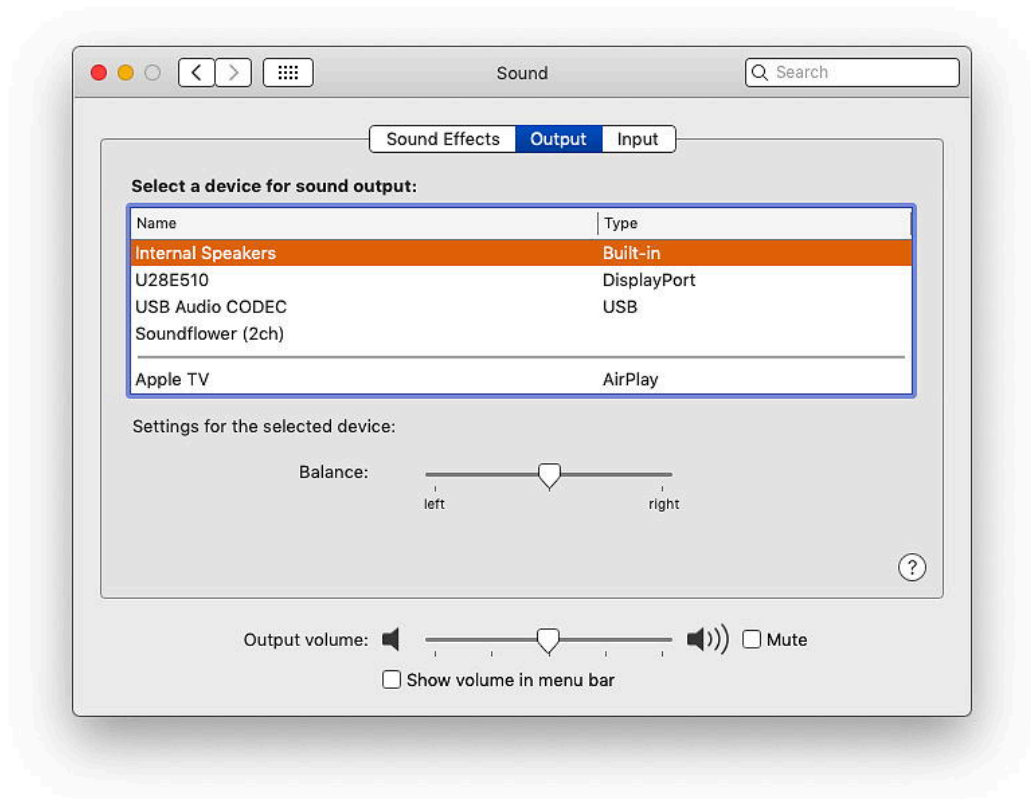 Sound
Search
Sound Effects Output Input
Select a device for sound output:
Name Type
Internal Speakers Built-in
U28E510 DisplayPort
USB Audio CODEC USB
Soundflower (2ch)
Apple TV AirPlay
Settings for the selected device:
Balance:
left right
?
Output volume: Mute
Show volume in menu bar